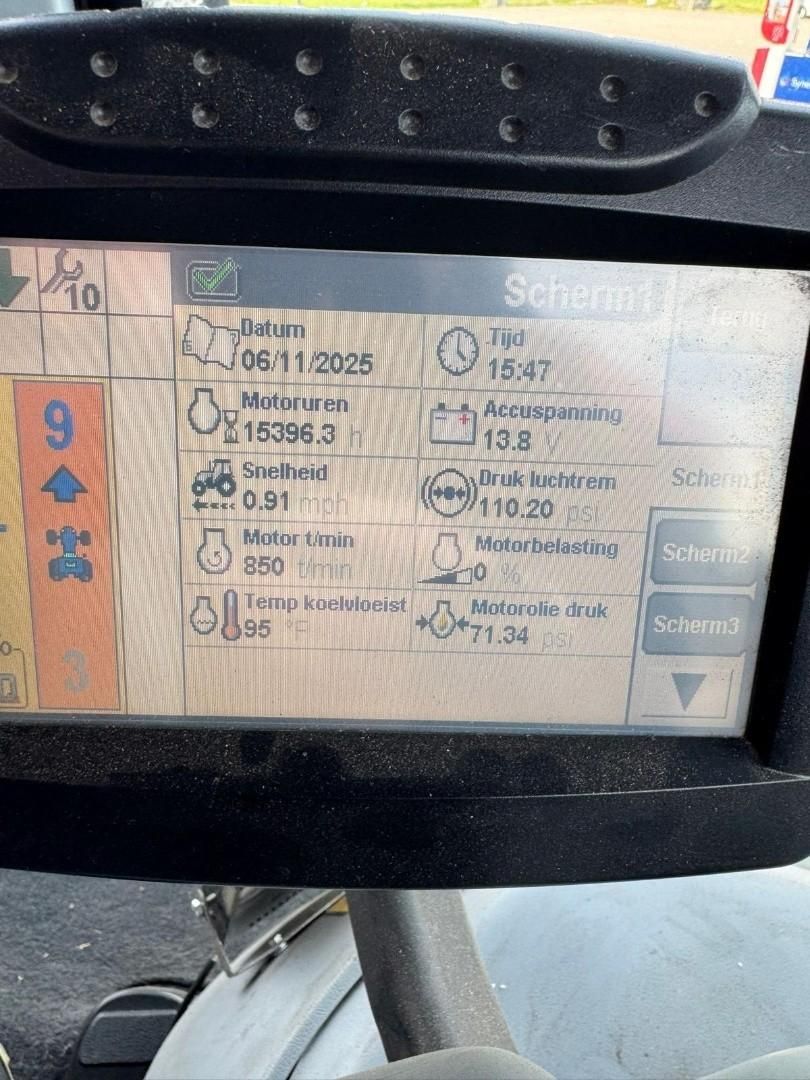 10
Scherm1
Terug
Datum
06/11/2025
Tijd
15:47
Motoruren
15396.3 h
Accuspanning
13.8 V
Snelheid
0.91 mph
Druk luchtrem
110.20 psi
Scherm1
Motor t/min
850 t/min
Motorbelasting
0 %
Scherm2
Temp koelvloeist
95 °F
Motorolie druk
71.34 psi
Scherm3
9
3